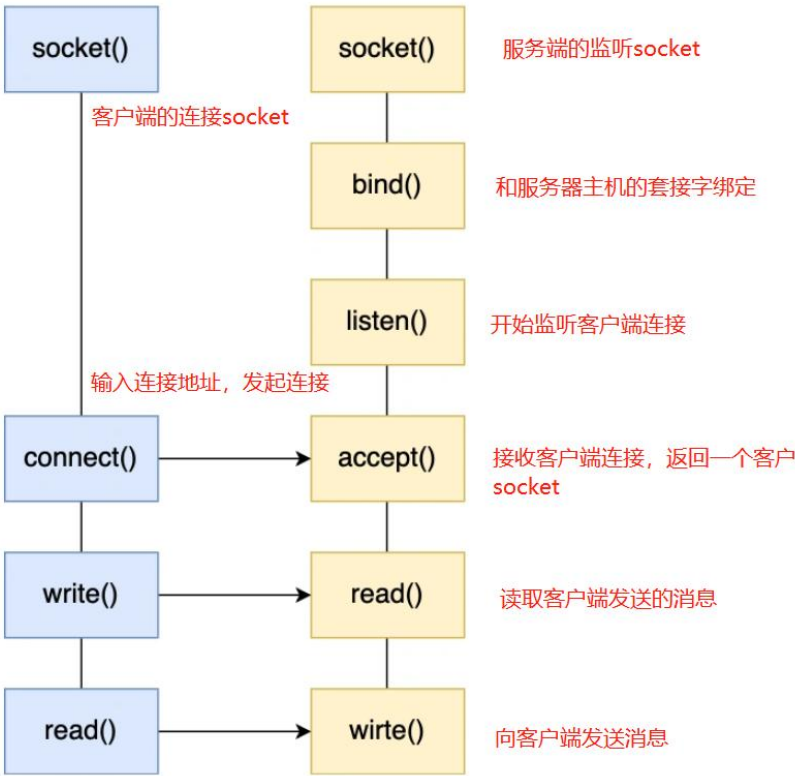 socket()
socket()
服务端的监听socket
客户端的连接socket
bind()
和服务器主机的套接字绑定
listen()
开始监听客户端连接
输入连接地址，发起连接
connect()
accept()
接收客户端连接，返回一个客户
socket
write()
read()
读取客户端发送的消息
read()
wirte()
向客户端发送消息